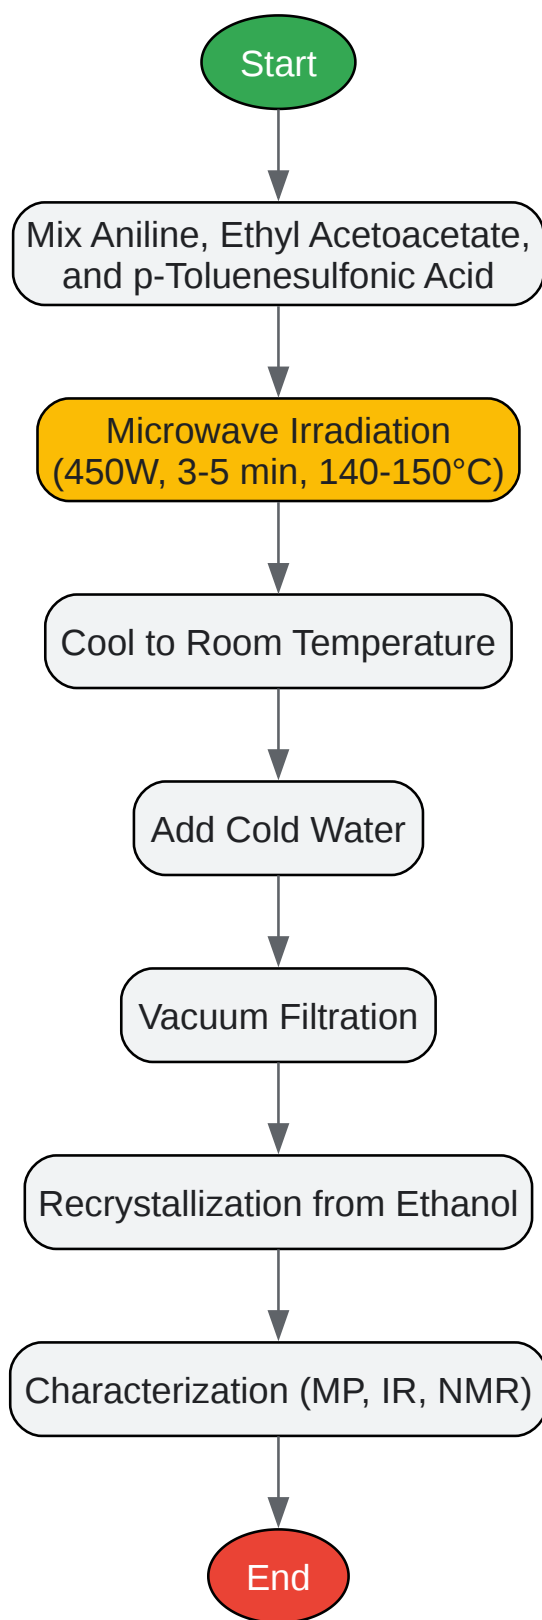 Start
Mix Aniline, Ethyl Acetoacetate,
and p-Toluenesulfonic Acid
Microwave Irradiation
(450W, 3-5 min, 140-150°C)
Cool to Room Temperature
Add Cold Water
Vacuum Filtration
Recrystallization from Ethanol
Characterization (MP, IR, NMR)
End